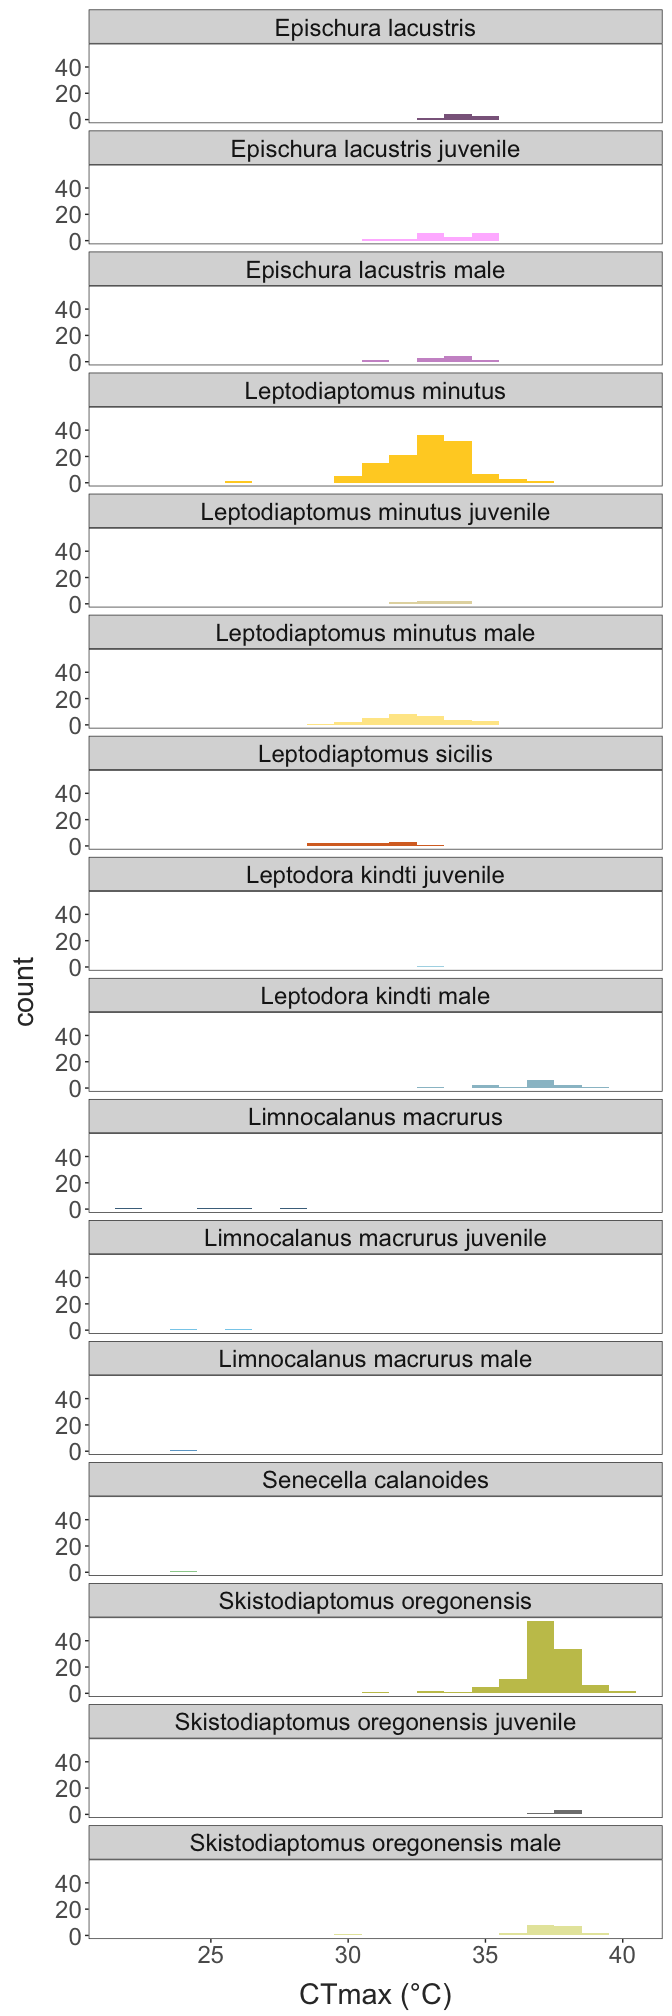 Epischura lacustris
40
20
0
Epischura lacustris juvenile
40
20
0
Epischura lacustris male
40
20
0
Leptodiaptomus minutus
40
20
0
Leptodiaptomus minutus juvenile
40
20
0
Leptodiaptomus minutus male
40
20
0
Leptodiaptomus sicilis
40
20
0
Leptodora kindti juvenile
40
20
0
Leptodora kindti male
40
20
0
Limnocalanus macrurus
40
20
0
Limnocalanus macrurus juvenile
40
20
0
Limnocalanus macrurus male
40
20
0
Senecella calanoides
40
20
0
Skistodiaptomus oregonensis
40
20
0
Skistodiaptomus oregonensis juvenile
40
20
0
Skistodiaptomus oregonensis male
40
20
0
count
25 30 35 40
CTmax (°C)